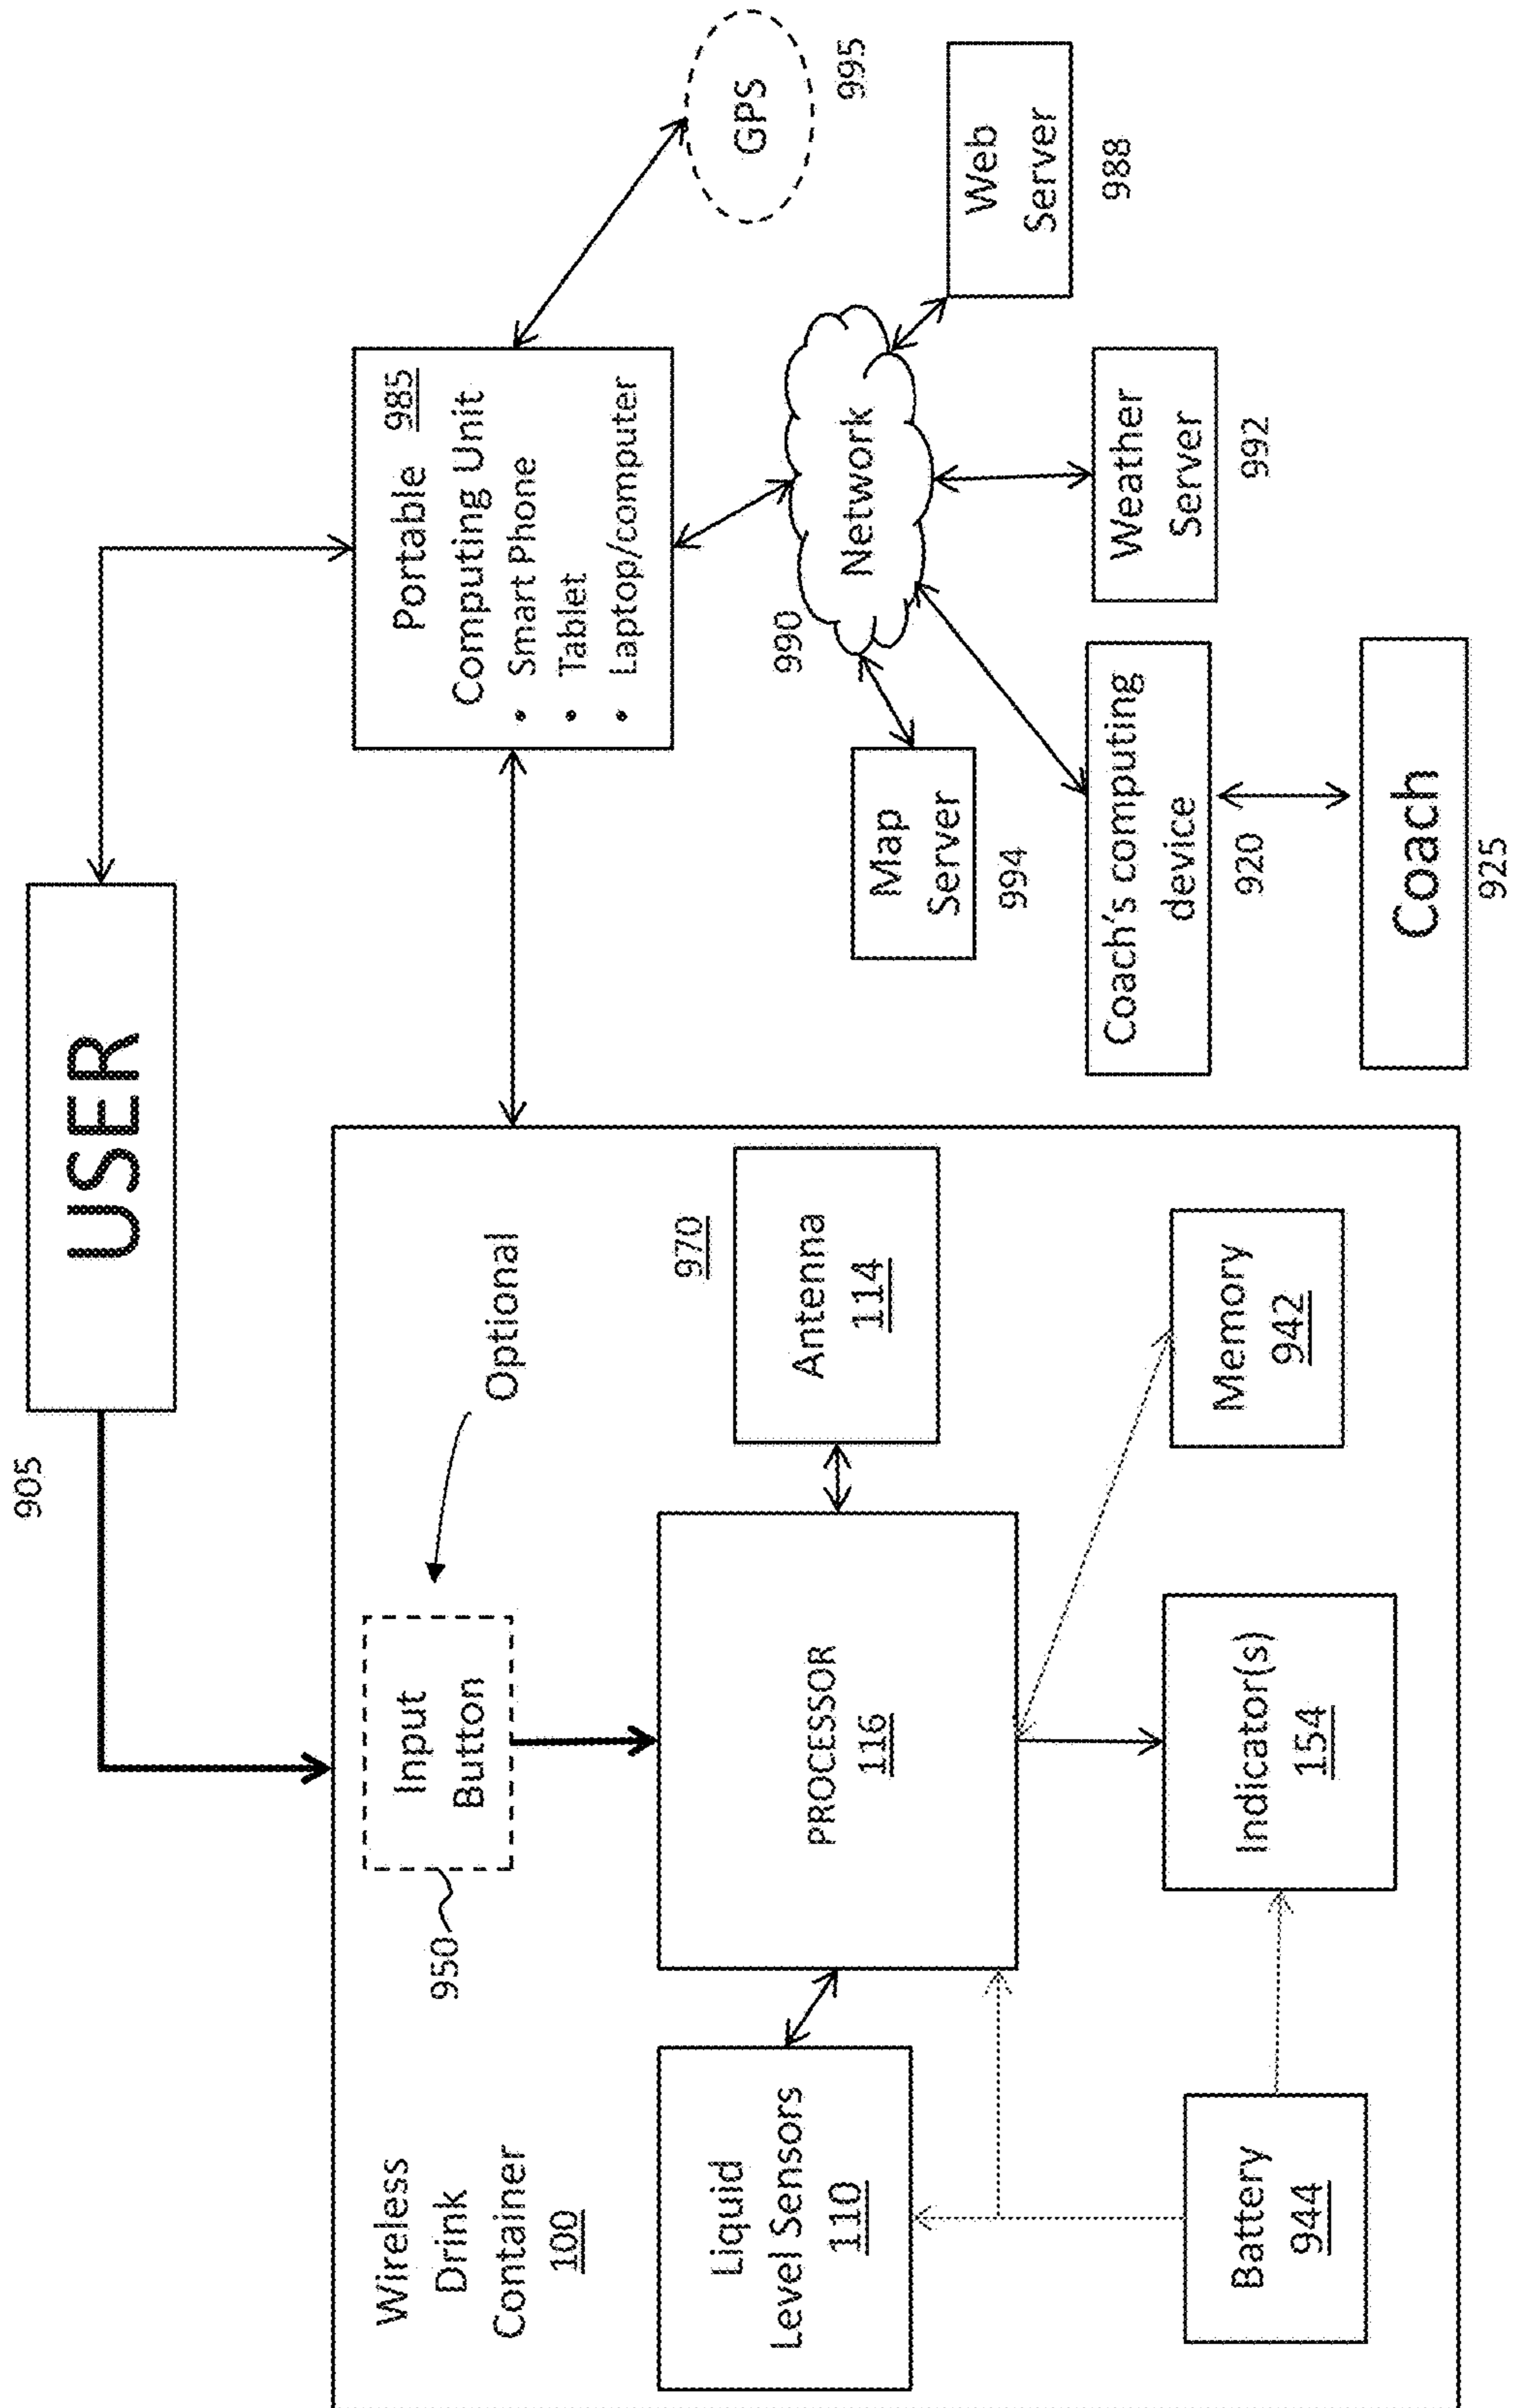 905
USER
Wireless
Drink
Container
100
950
Input
Button
Optional
Liquid
Level Sensors
110
PROCESSOR
116
970
Antenna
114
Battery
944
Indicator(s)
154
Memory
942
Portable 985
Computing Unit
• Smart Phone
• Tablet
• Laptop/computer
GPS
995
990
Network
Map
Server
994
Web
Server
988
Coach's computing
device
920
Weather
Server
992
Coach
925